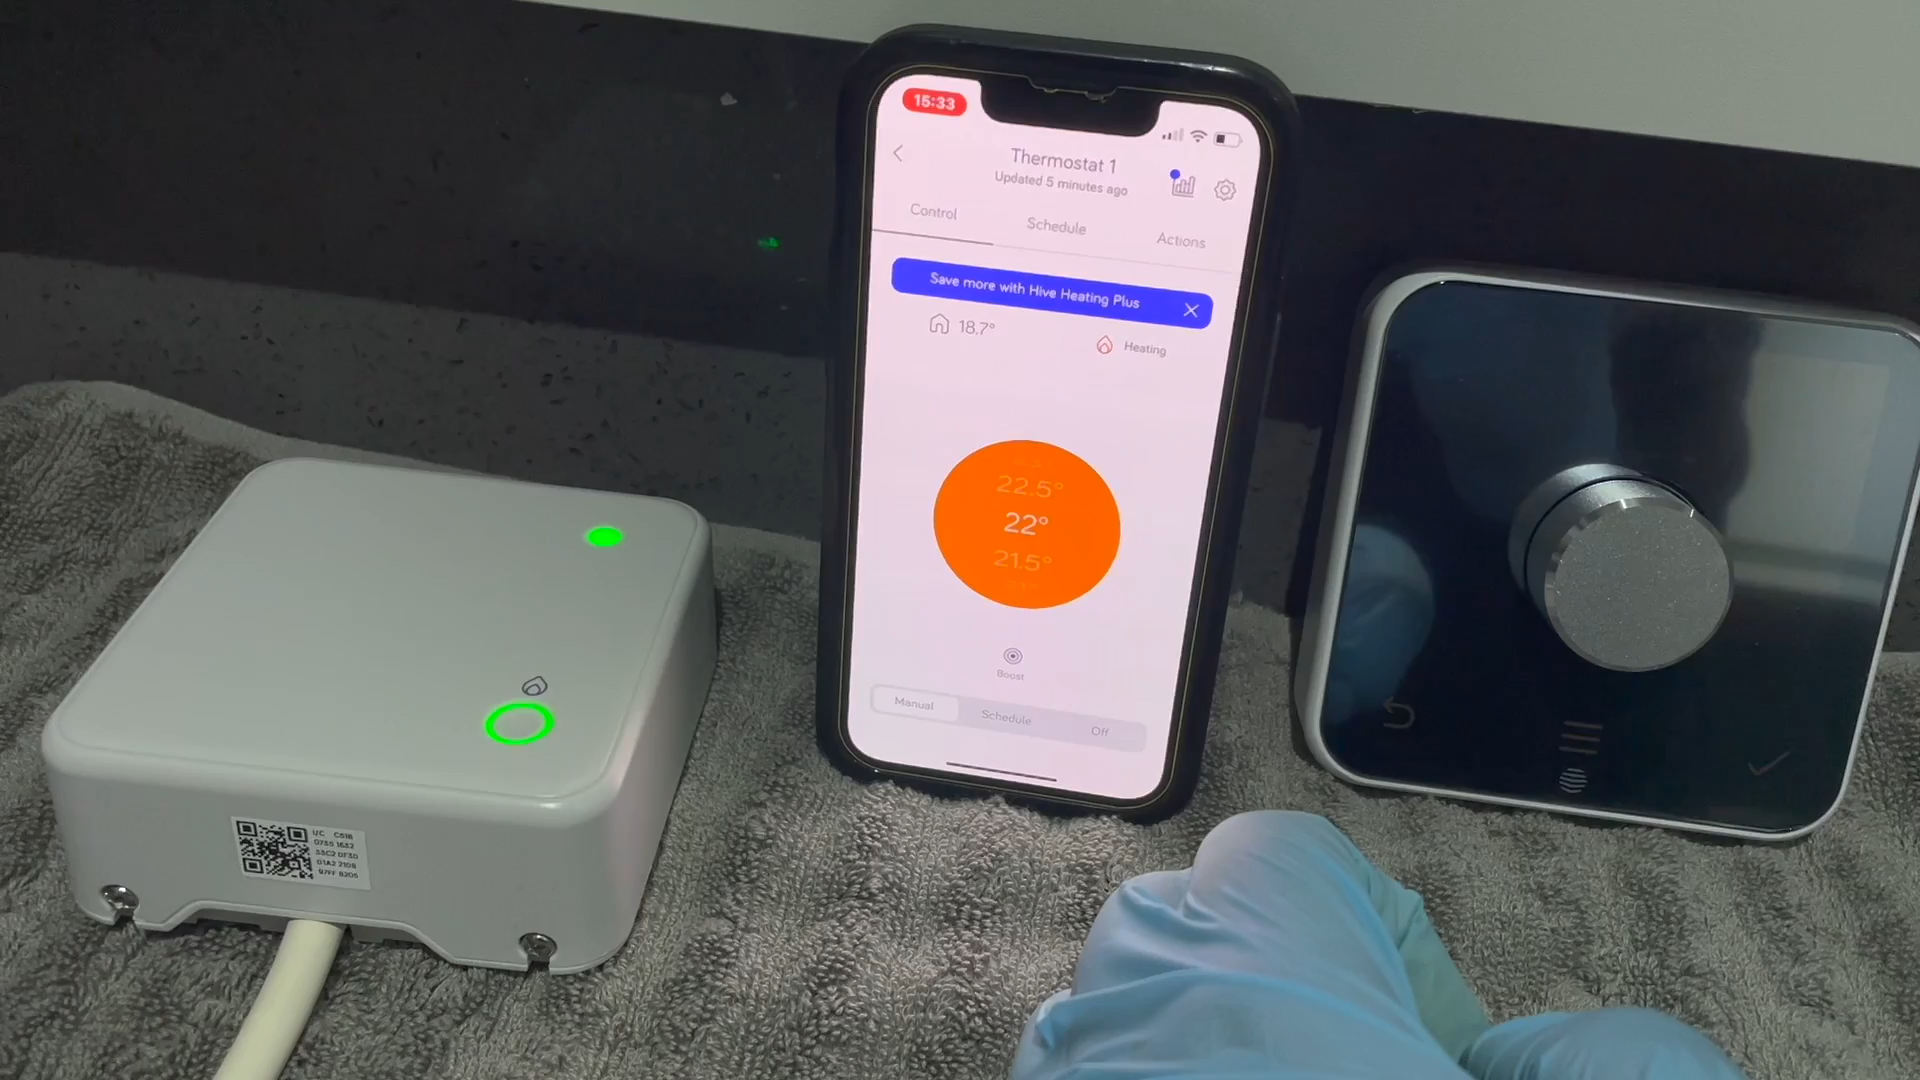 15:33
Thermostat 1
Updated 5 minutes ago
Control
Schedule
Actions
Save more with Hive Heating Plus
18.7°
Heating
22.5°
22°
21.5°
Boost
Manual
Schedule
Off